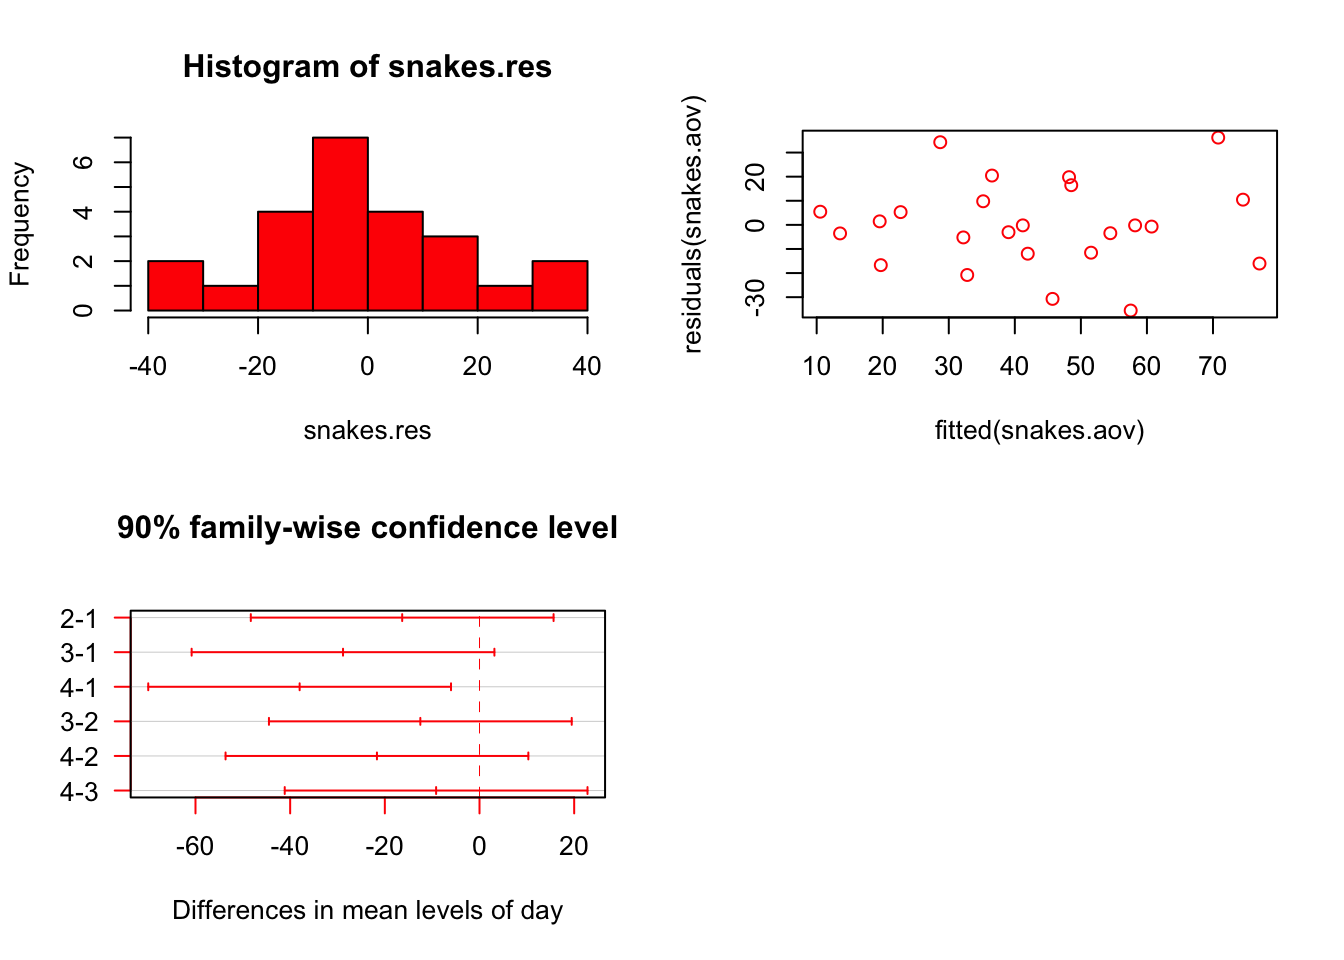 Histogram of snakes.res
Frequency
0 2 4 6
-40 -20 0 20 40
snakes.res
residuals(snakes.aov)
-30 0 20
10 20 30 40 50 60 70
fitted(snakes.aov)
90% family-wise confidence level
2-1
3-1
4-1
3-2
4-2
4-3
-60 -40 -20 0 20
Differences in mean levels of day